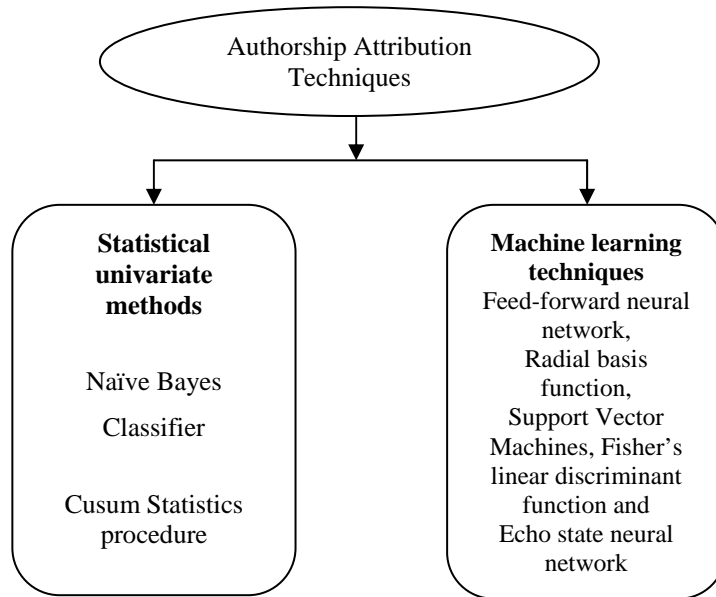 Authorship Attribution
Techniques
Statistical
univariate
methods
Naïve Bayes
Classifier
Cusum Statistics
procedure
Machine learning
techniques
Feed-forward neural
network,
Radial basis
function,
Support Vector
Machines, Fisher's
linear discriminant
function and
Echo state neural
network